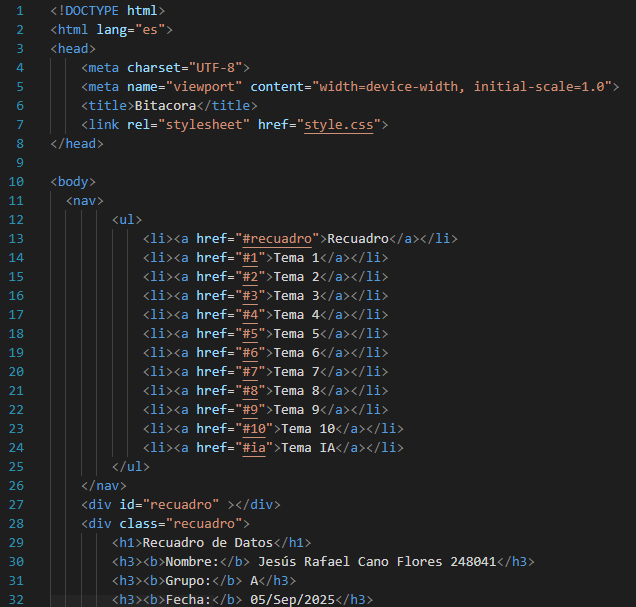 1 <!DOCTYPE html>
2 <html lang="es">
3 <head>
4 <meta charset="UTF-8">
5 <meta name="viewport" content="width=device-width, initial-scale=1.0">
6 <title>Bitacora</title>
7 <link rel="stylesheet" href="style.css">
8 </head>
9
10 <body>
11 <nav>
12 <ul>
13 <li><a href="#recuadro">Recuadro</a></li>
14 <li><a href="#1">Tema 1</a></li>
15 <li><a href="#2">Tema 2</a></li>
16 <li><a href="#3">Tema 3</a></li>
17 <li><a href="#4">Tema 4</a></li>
18 <li><a href="#5">Tema 5</a></li>
19 <li><a href="#6">Tema 6</a></li>
20 <li><a href="#7">Tema 7</a></li>
21 <li><a href="#8">Tema 8</a></li>
22 <li><a href="#9">Tema 9</a></li>
23 <li><a href="#10">Tema 10</a></li>
24 <li><a href="#ia">Tema IA</a></li>
25 </ul>
26 </nav>
27 <div id="recuadro" ></div>
28 <div class="recuadro">
29 <h1>Recuadro de Datos</h1>
30 <h3><b>Nombre:</b> Jesús Rafael Cano Flores 248041</h3>
31 <h3><b>Grupo:</b> A</h3>
32 <h3><b>Fecha:</b> 05/Sep/2025</h3>